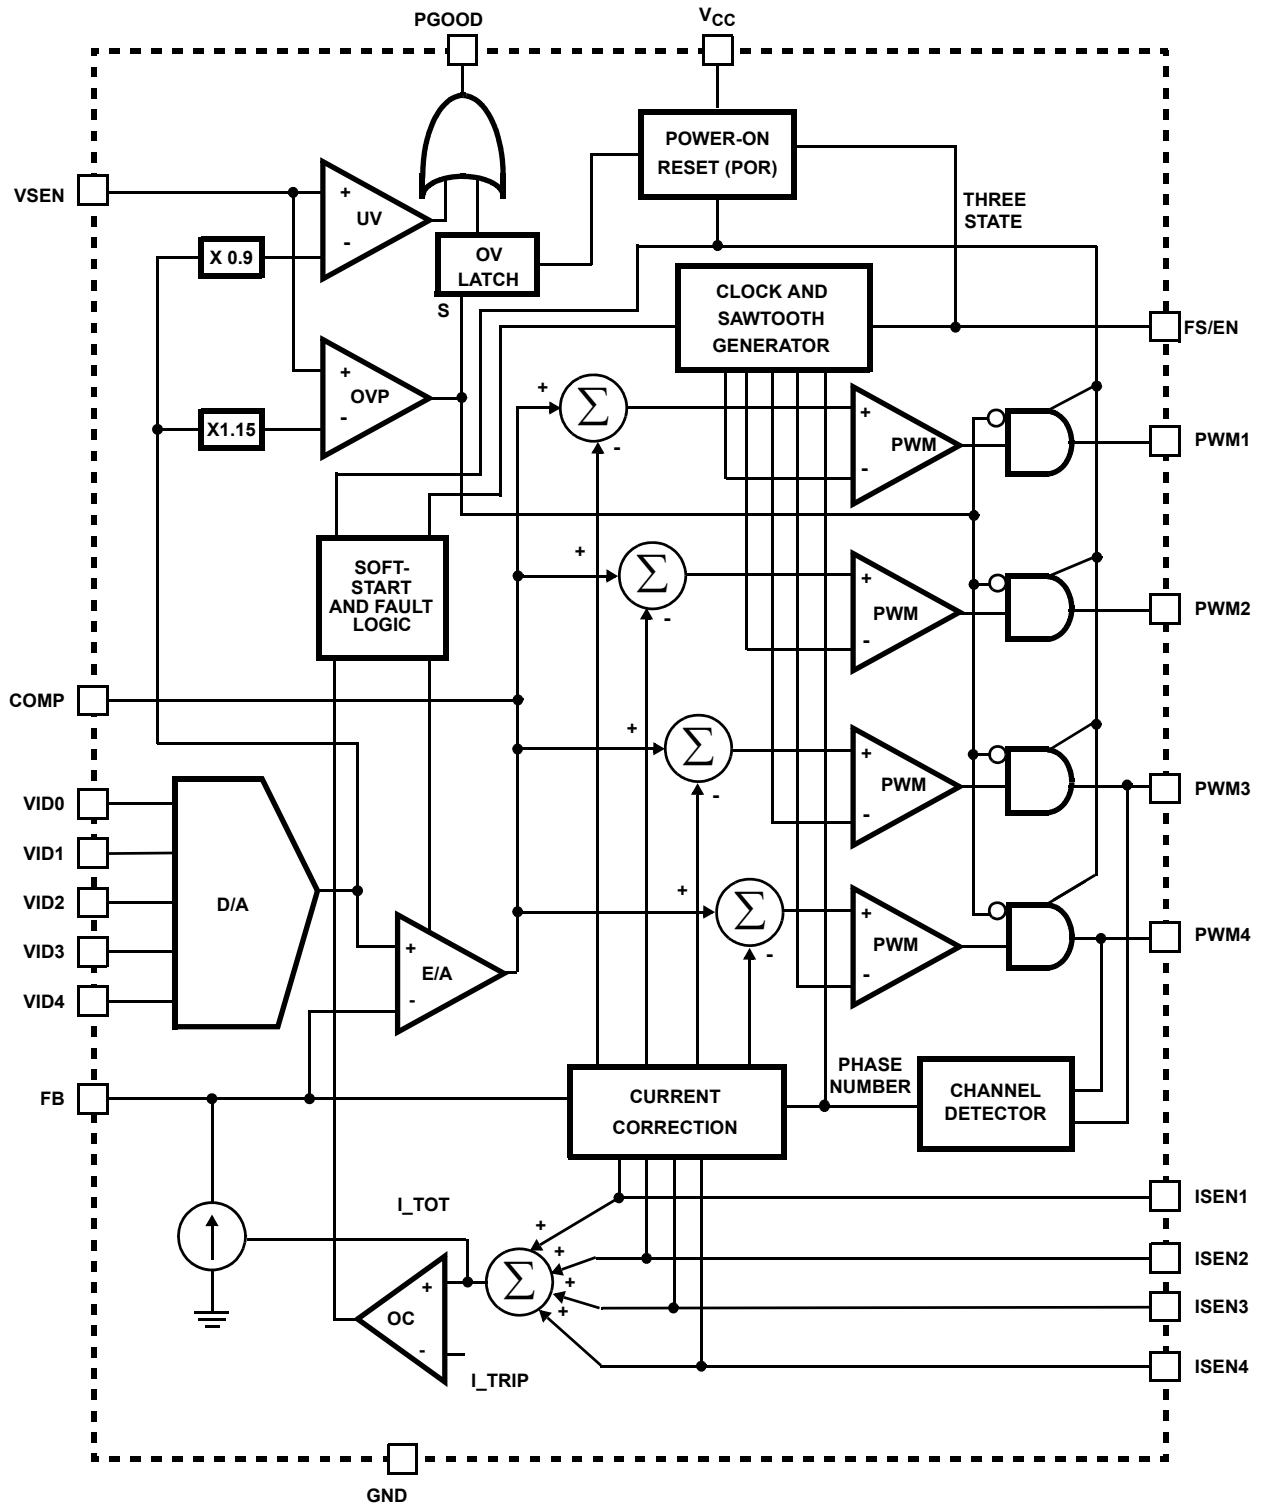 PGOOD
VCC
POWER-ON
RESET (POR)
VSEN
+
UV
-
THREE
STATE
X 0.9
OV
LATCH
S
CLOCK AND
SAWTOOTH
GENERATOR
FS/EN
+
OVP
-
X1.15
+
Σ
-
+
PWM
-
PWM1
SOFT-
START
AND FAULT
LOGIC
+
Σ
-
+
PWM
-
PWM2
COMP
+
Σ
-
+
PWM
-
PWM3
VID0
VID1
VID2
VID3
VID4
D/A
+
Σ
-
+
PWM
-
PWM4
+
E/A
-
FB
CURRENT
CORRECTION
PHASE
NUMBER
CHANNEL
DETECTOR
I_TOT
+
+
+
+
Σ
ISEN1
ISEN2
ISEN3
ISEN4
+
OC
-
I_TRIP
GND